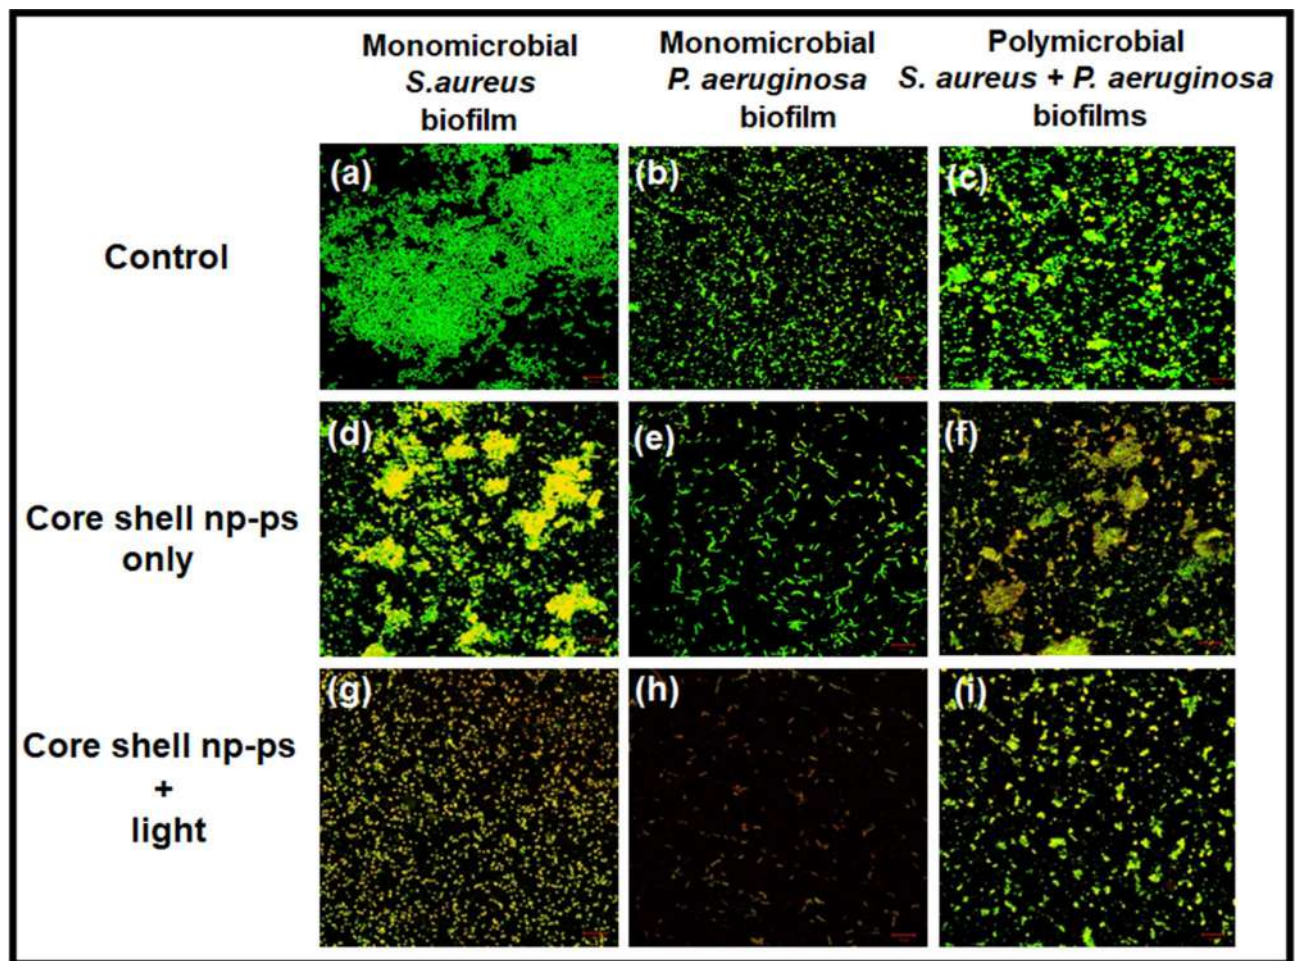 Monomicrobial
S.aureus
biofilm
Monomicrobial
P. aeruginosa
biofilm
Polymicrobial
S. aureus + P. aeruginosa
biofilms
Control
(a)
(b)
(c)
Core shell np-ps
only
(d)
(e)
(f)
Core shell np-ps
+
light
(g)
(h)
(i)